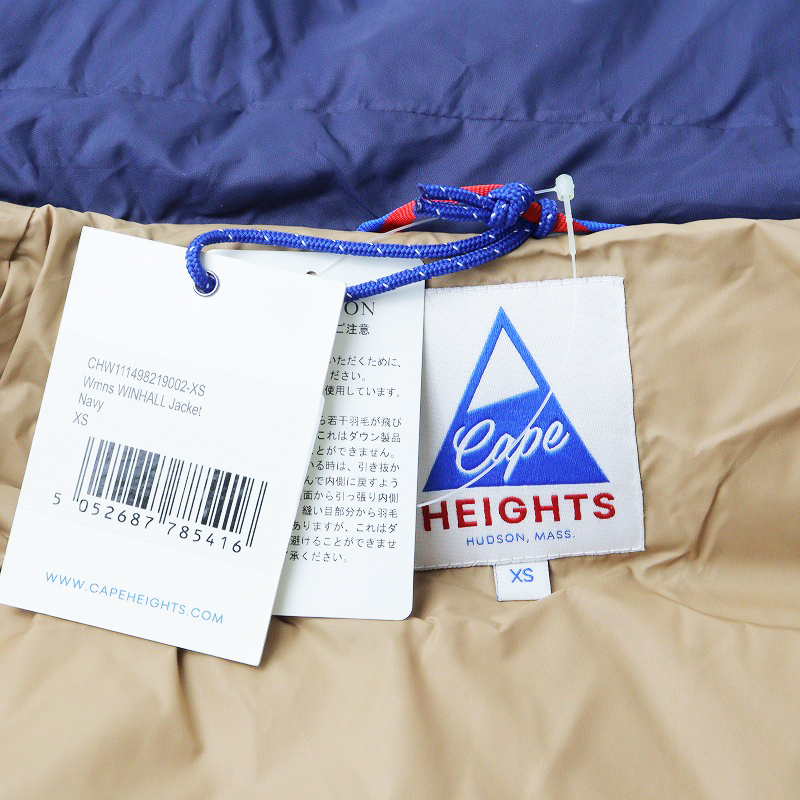 CHW111498219002-XS
Wmns WINHALL Jacket
Navy
XS
5 052687 785416
WWW.CAPEHEIGHTS.COM
ON
ご注意
いただくために、
ださい。
使用しています。
ら若干羽毛が飛び
これはダウン製品
とができません。
いる時は、引き抜か
んで内側に戻すよう
面から引っ張り内側
縫い目部分から羽毛
ありますが、これはダ
避けることができませ
承ください。
Cape
HEIGHTS
HUDSON, MASS.
XS